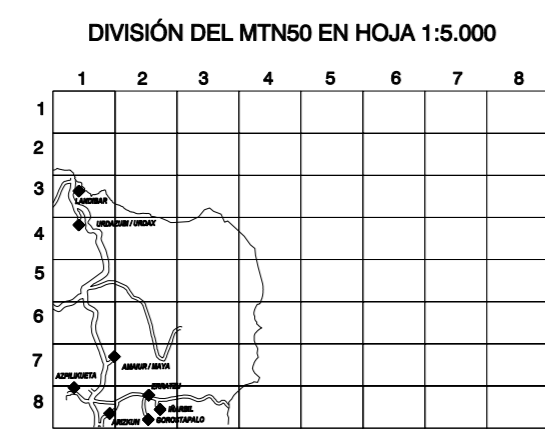 DIVISIÓN DEL MTN50 EN HOJA 1:5.000
1 2 3 4 5 6 7 8
1
2
3
LANDIBAR
4
URDAZUBI / URDAX
5
6
7
AMAIUR / MAYA
AZPILIKUETA
ERRATZU
8
IÑARBIL
ARIZKUN
GOROSTAPALO